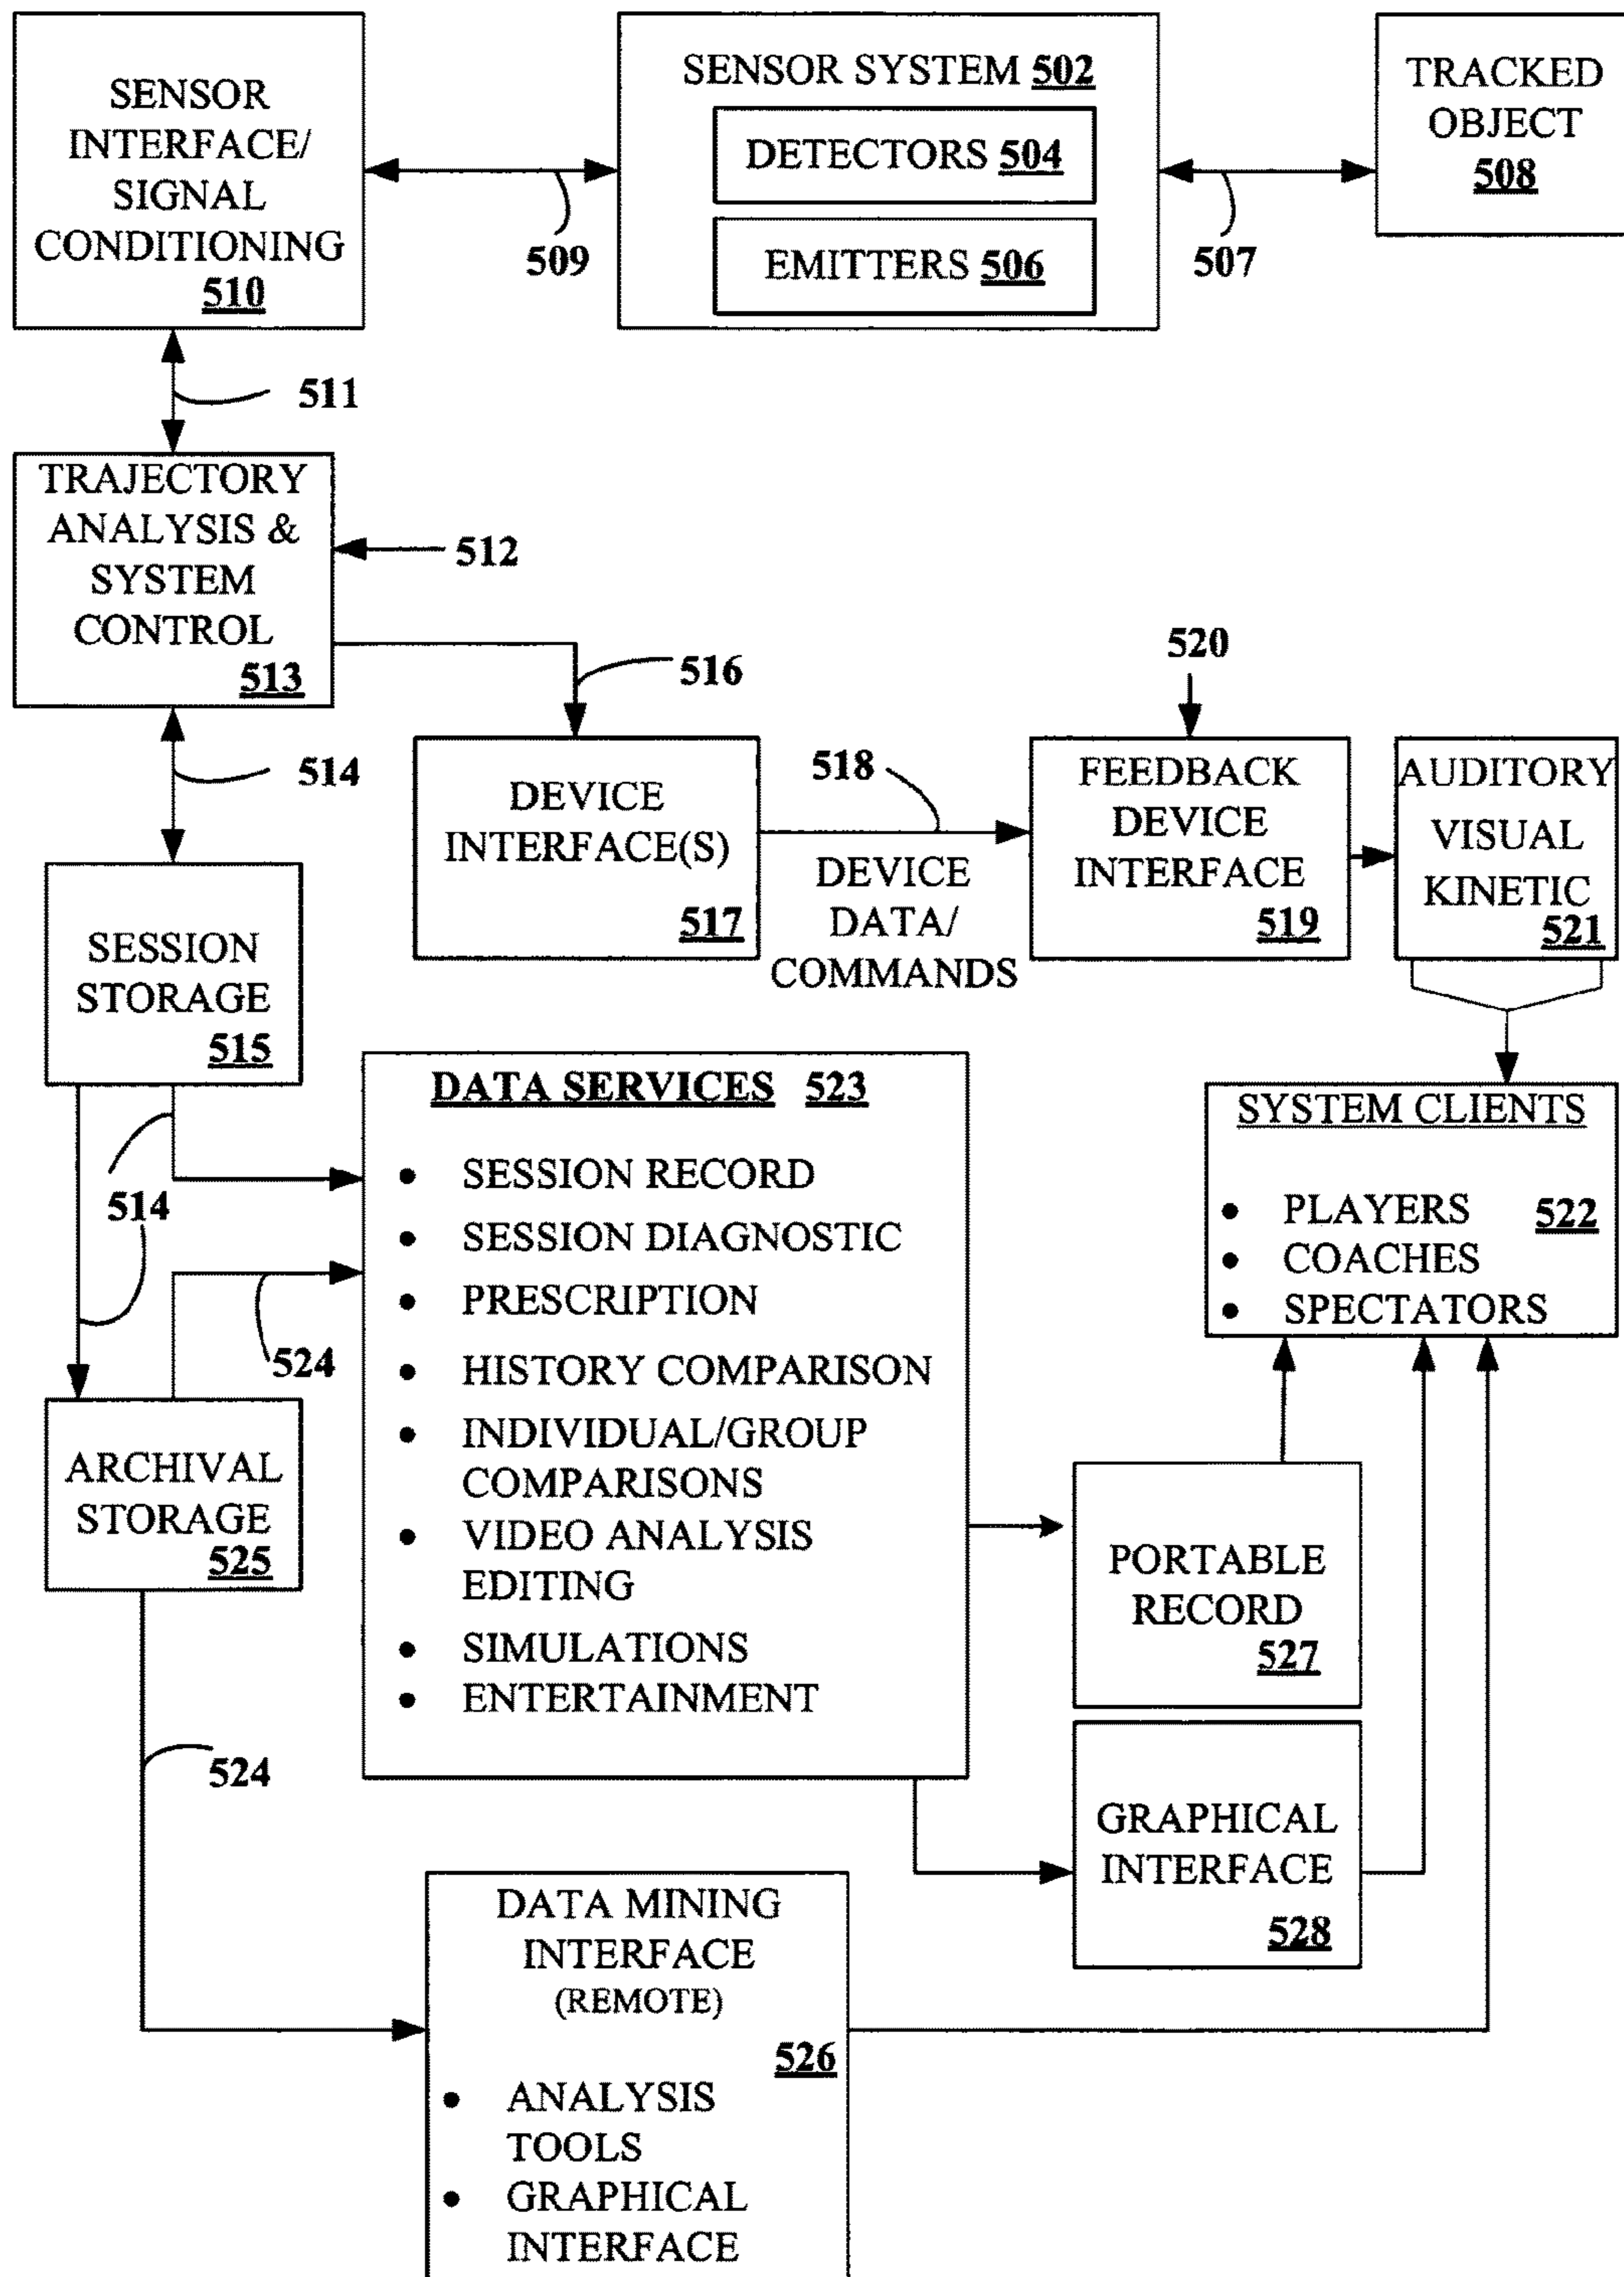 SENSOR
INTERFACE/
SIGNAL
CONDITIONING
510
509
SENSOR SYSTEM 502
DETECTORS 504
EMITTERS 506
507
TRACKED
OBJECT
508
511
TRAJECTORY
ANALYSIS &
SYSTEM
CONTROL
513
512
516
514
DEVICE
INTERFACE(S)
517
518
DEVICE
DATA/
COMMANDS
520
FEEDBACK
DEVICE
INTERFACE
519
AUDITORY
VISUAL
KINETIC
521
SESSION
STORAGE
515
514
524
DATA SERVICES 523
• SESSION RECORD
• SESSION DIAGNOSTIC
• PRESCRIPTION
• HISTORY COMPARISON
• INDIVIDUAL/GROUP
COMPARISONS
• VIDEO ANALYSIS
EDITING
• SIMULATIONS
• ENTERTAINMENT
SYSTEM CLIENTS
522
• PLAYERS
• COACHES
• SPECTATORS
ARCHIVAL
STORAGE
525
524
PORTABLE
RECORD
527
GRAPHICAL
INTERFACE
528
DATA MINING
INTERFACE
(REMOTE)
526
• ANALYSIS
TOOLS
• GRAPHICAL
INTERFACE